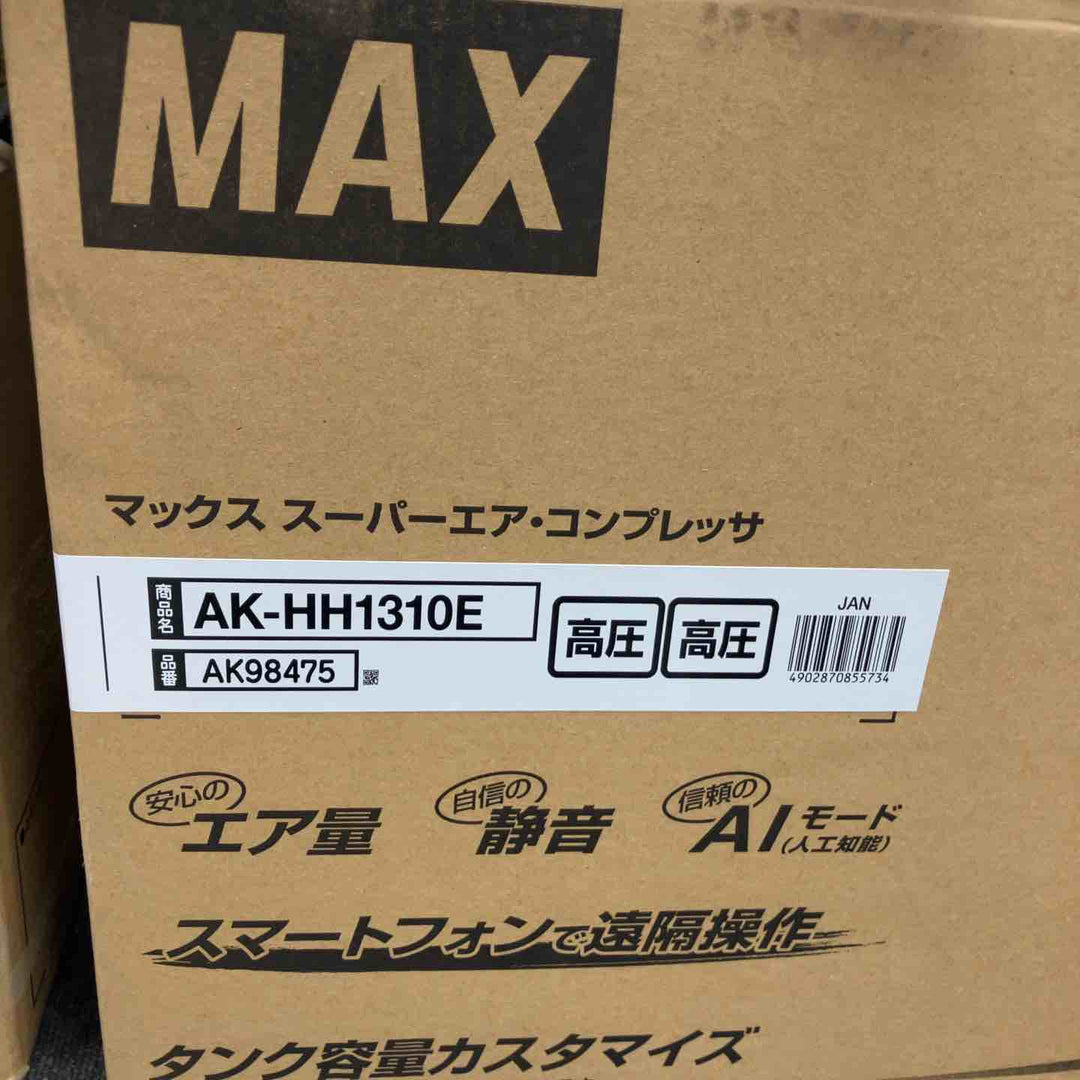 MAX
マックス スーパーエア・コンプレッサ
商品名 AK-HH1310E
品番 AK98475
高圧 高圧
JAN
4902870855734
安心の エア量
自信の 静音
信頼の AIモード (人工知能)
スマートフォンで遠隔操作
タンク容量カスタマイズ